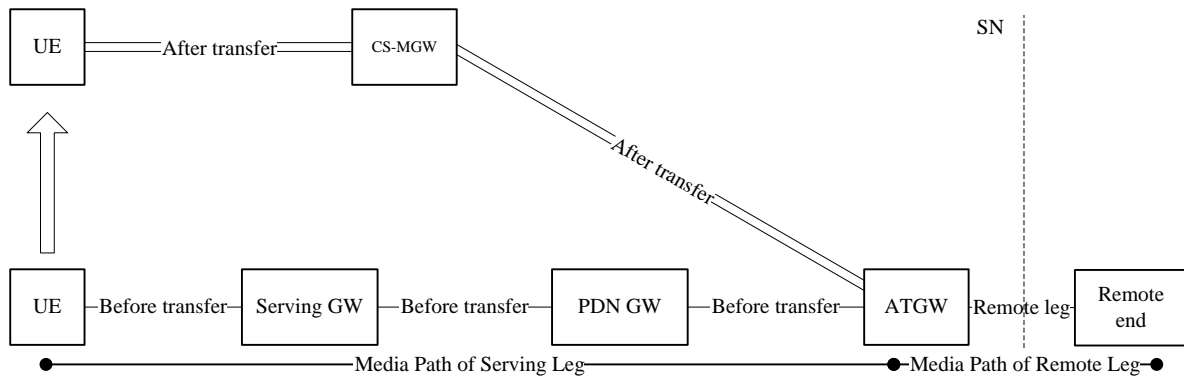 UE
After transfer
CS-MGW
SN
After transfer
UE
Before transfer
Serving GW
Before transfer
PDN GW
Before transfer
ATGW
Remote leg
Remote
end
Media Path of Serving Leg
Media Path of Remote Leg